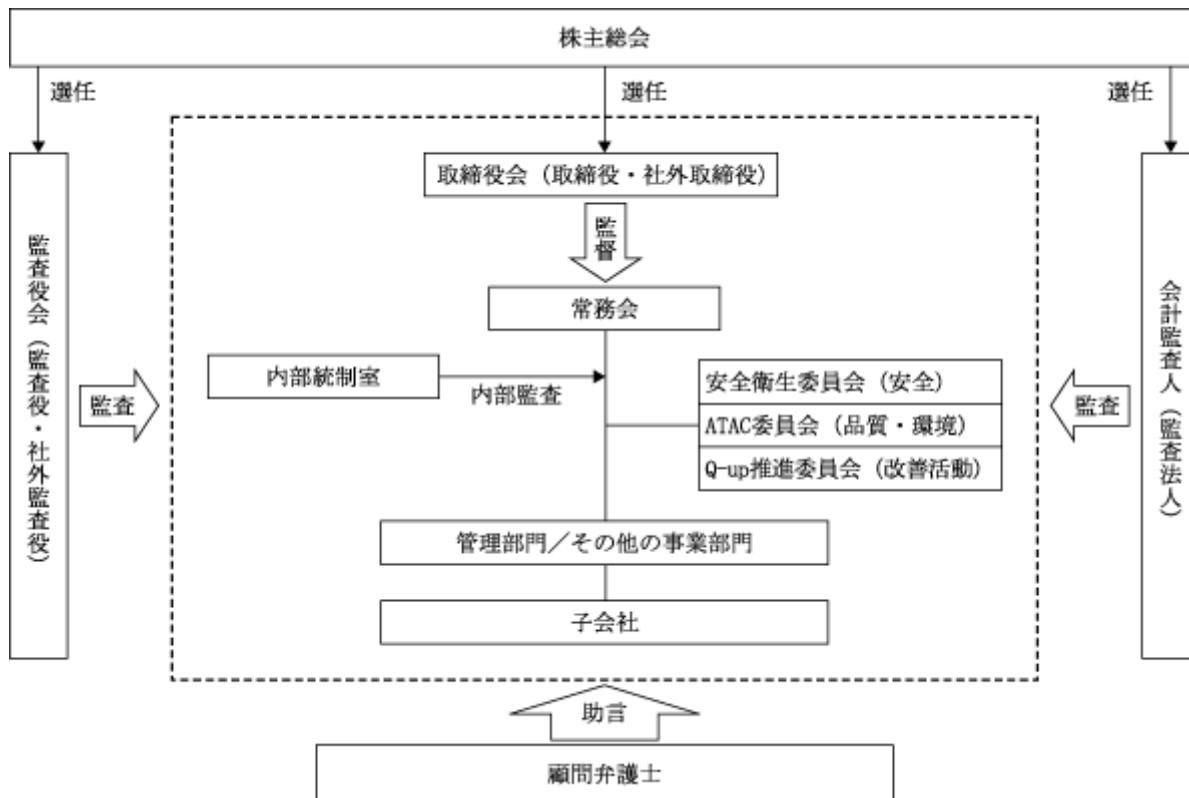 株主総会
選任
選任
選任
取締役会（取締役・社外取締役）
監督
常務会
監査役会（監査役・社外監査役）
監査
内部統制室
内部監査
安全衛生委員会（安全）
ATAC委員会（品質・環境）
Q-up推進委員会（改善活動）
監査
会計監査人（監査法人）
管理部門／その他の事業部門
子会社
助言
顧問弁護士